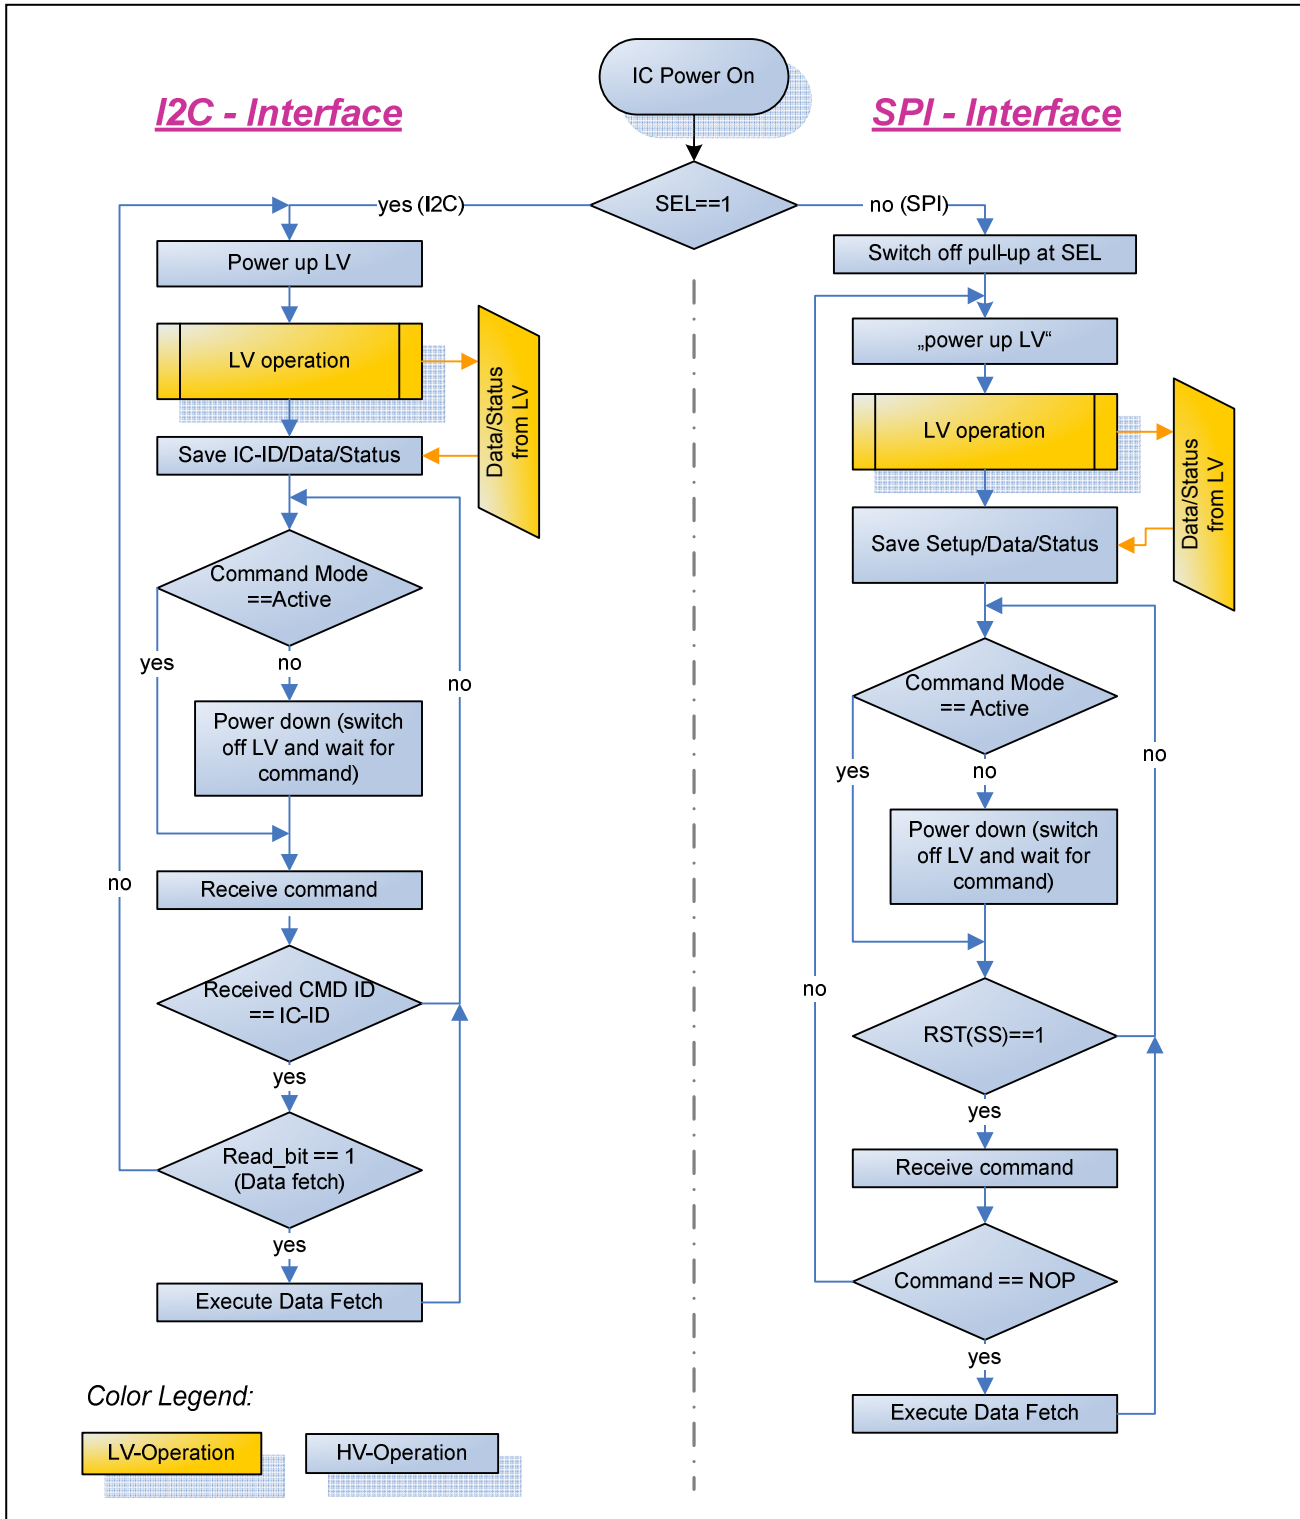 IC Power On
I2C - Interface
SPI - Interface
SEL==1
yes (I2C)
no (SPI)
Power up LV
LV operation
Data/Status
from LV
Save IC-ID/Data/Status
Command Mode
==Active
yes
no
no
Power down (switch
off LV and wait for
command)
no
Receive command
Received CMD ID
== IC-ID
yes
Read_bit == 1
(Data fetch)
yes
Execute Data Fetch
Switch off pull-up at SEL
„power up LV“
LV operation
Data/Status
from LV
Save Setup/Data/Status
Command Mode
== Active
yes
no
no
Power down (switch
off LV and wait for
command)
no
RST(SS)==1
yes
Receive command
Command == NOP
yes
Execute Data Fetch
Color Legend:
LV-Operation
HV-Operation